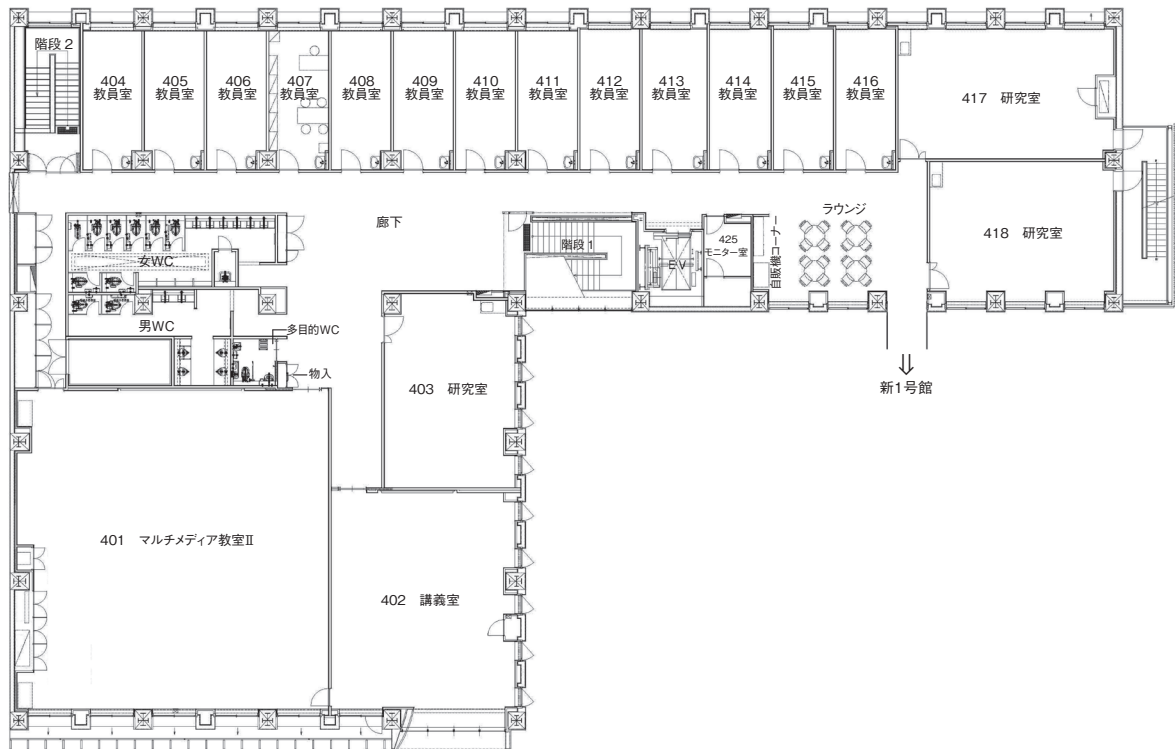 階段2
404
教員室
405
教員室
406
教員室
407
教員室
408
教員室
409
教員室
410
教員室
411
教員室
412
教員室
413
教員室
414
教員室
415
教員室
416
教員室
417 研究室
418 研究室
廊下
ラウンジ
階段1
EV
425
モニター室
自販機コーナー
女WC
男WC
多目的WC
物入
新1号館
403 研究室
401 マルチメディア教室Ⅱ
402 講義室